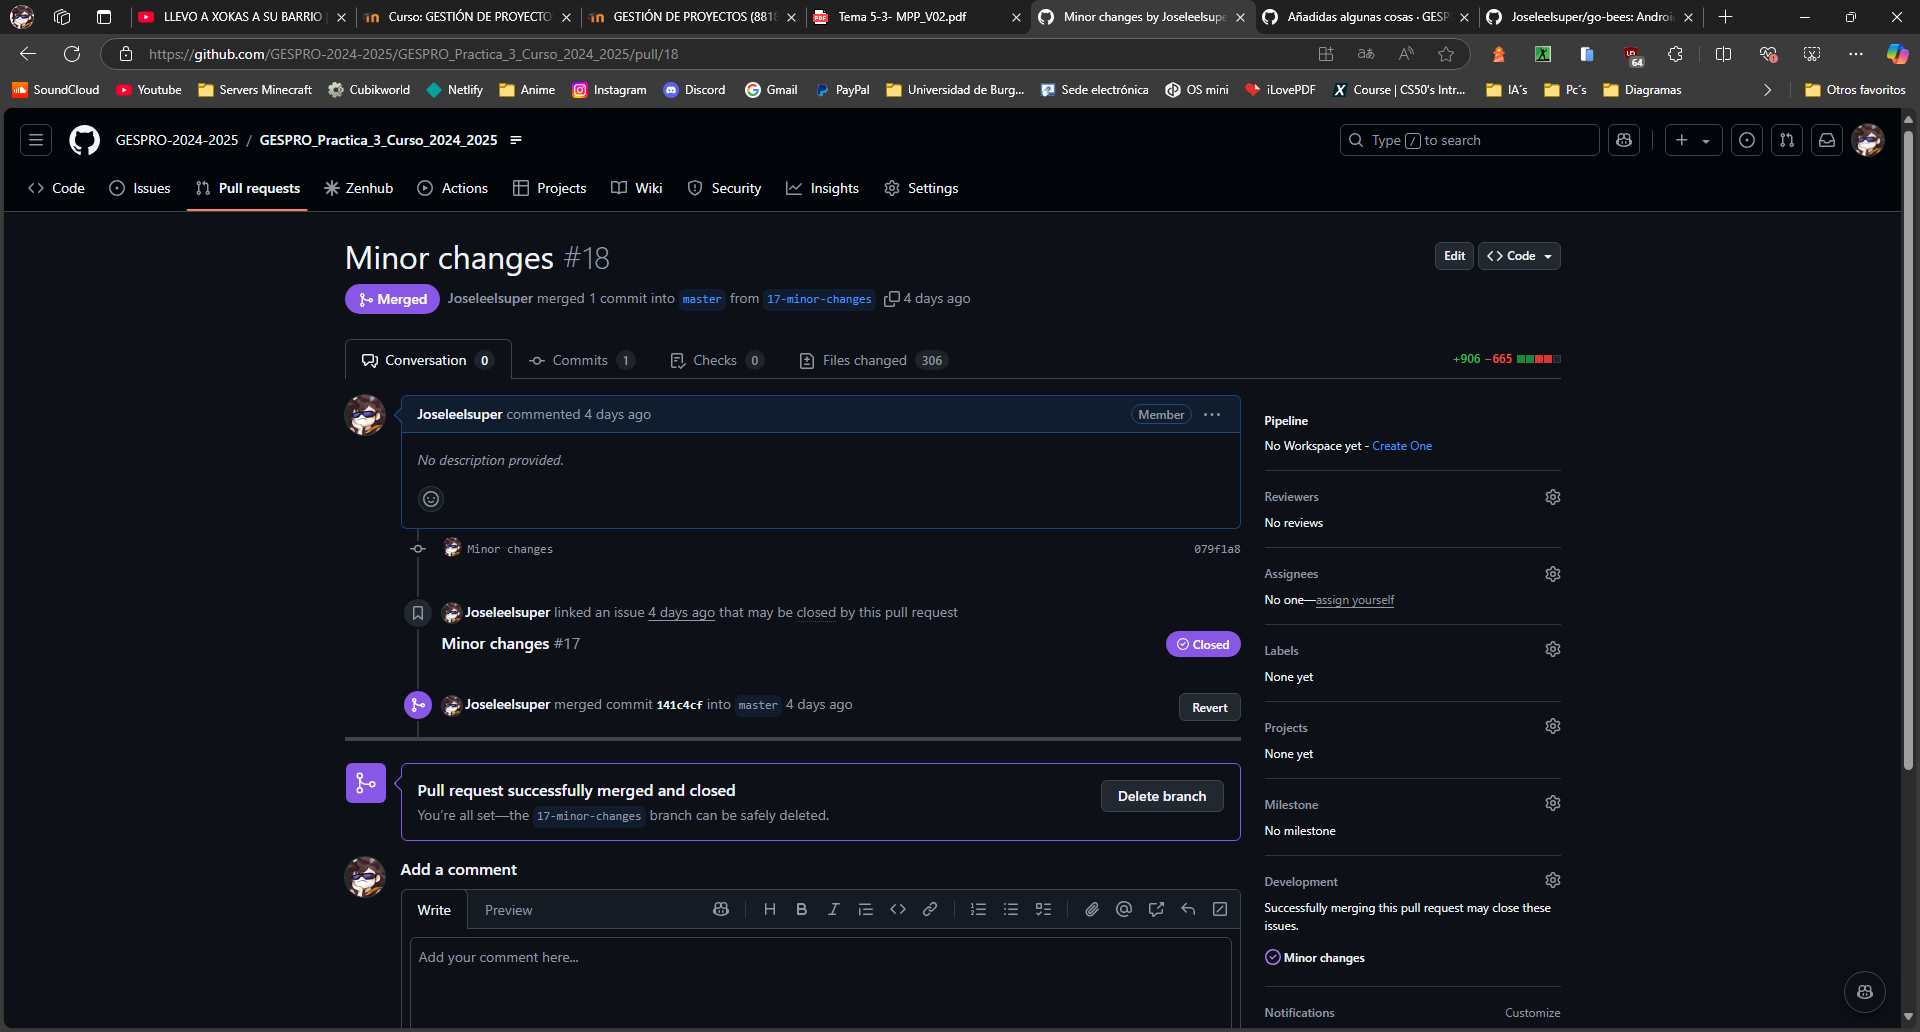 LLEVO A XOKAS A SU BARRIO
Curso: GESTIÓN DE PROYECTO
GESTIÓN DE PROYECTOS (8818
Tema 5-3- MPP_V02.pdf
Minor changes by Joseleelsupe
Añadidas algunas cosas · GESP
Joseleelsuper/go-bees: Androi
https://github.com/GESPRO-2024-2025/GESPRO_Practica_3_Curso_2024_2025/pull/18
64
SoundCloud
Youtube
Servers Minecraft
Cubikworld
Netlify
Anime
Instagram
Discord
Gmail
PayPal
Universidad de Burg...
Sede electrónica
OS mini
iLovePDF
Course | CS50's Intr...
IA´s
Pc´s
Diagramas
Otros favoritos
GESPRO-2024-2025 / GESPRO_Practica_3_Curso_2024_2025
Type / to search
Code
Issues
Pull requests
Zenhub
Actions
Projects
Wiki
Security
Insights
Settings
Minor changes #18
Edit
Code
Merged
Joseleelsuper merged 1 commit into master from 17-minor-changes 4 days ago
Conversation 0
Commits 1
Checks 0
Files changed 306
+906 −665
Joseleelsuper commented 4 days ago
Member
No description provided.
Minor changes
079f1a8
Joseleelsuper linked an issue 4 days ago that may be closed by this pull request
Minor changes #17
Closed
Joseleelsuper merged commit 141c4cf into master 4 days ago
Revert
Pull request successfully merged and closed
You're all set—the 17-minor-changes branch can be safely deleted.
Delete branch
Add a comment
Write
Preview
Add your comment here...
Pipeline
No Workspace yet - Create One
Reviewers
No reviews
Assignees
No one—assign yourself
Labels
None yet
Projects
None yet
Milestone
No milestone
Development
Successfully merging this pull request may close these
issues.
Minor changes
Notifications
Customize